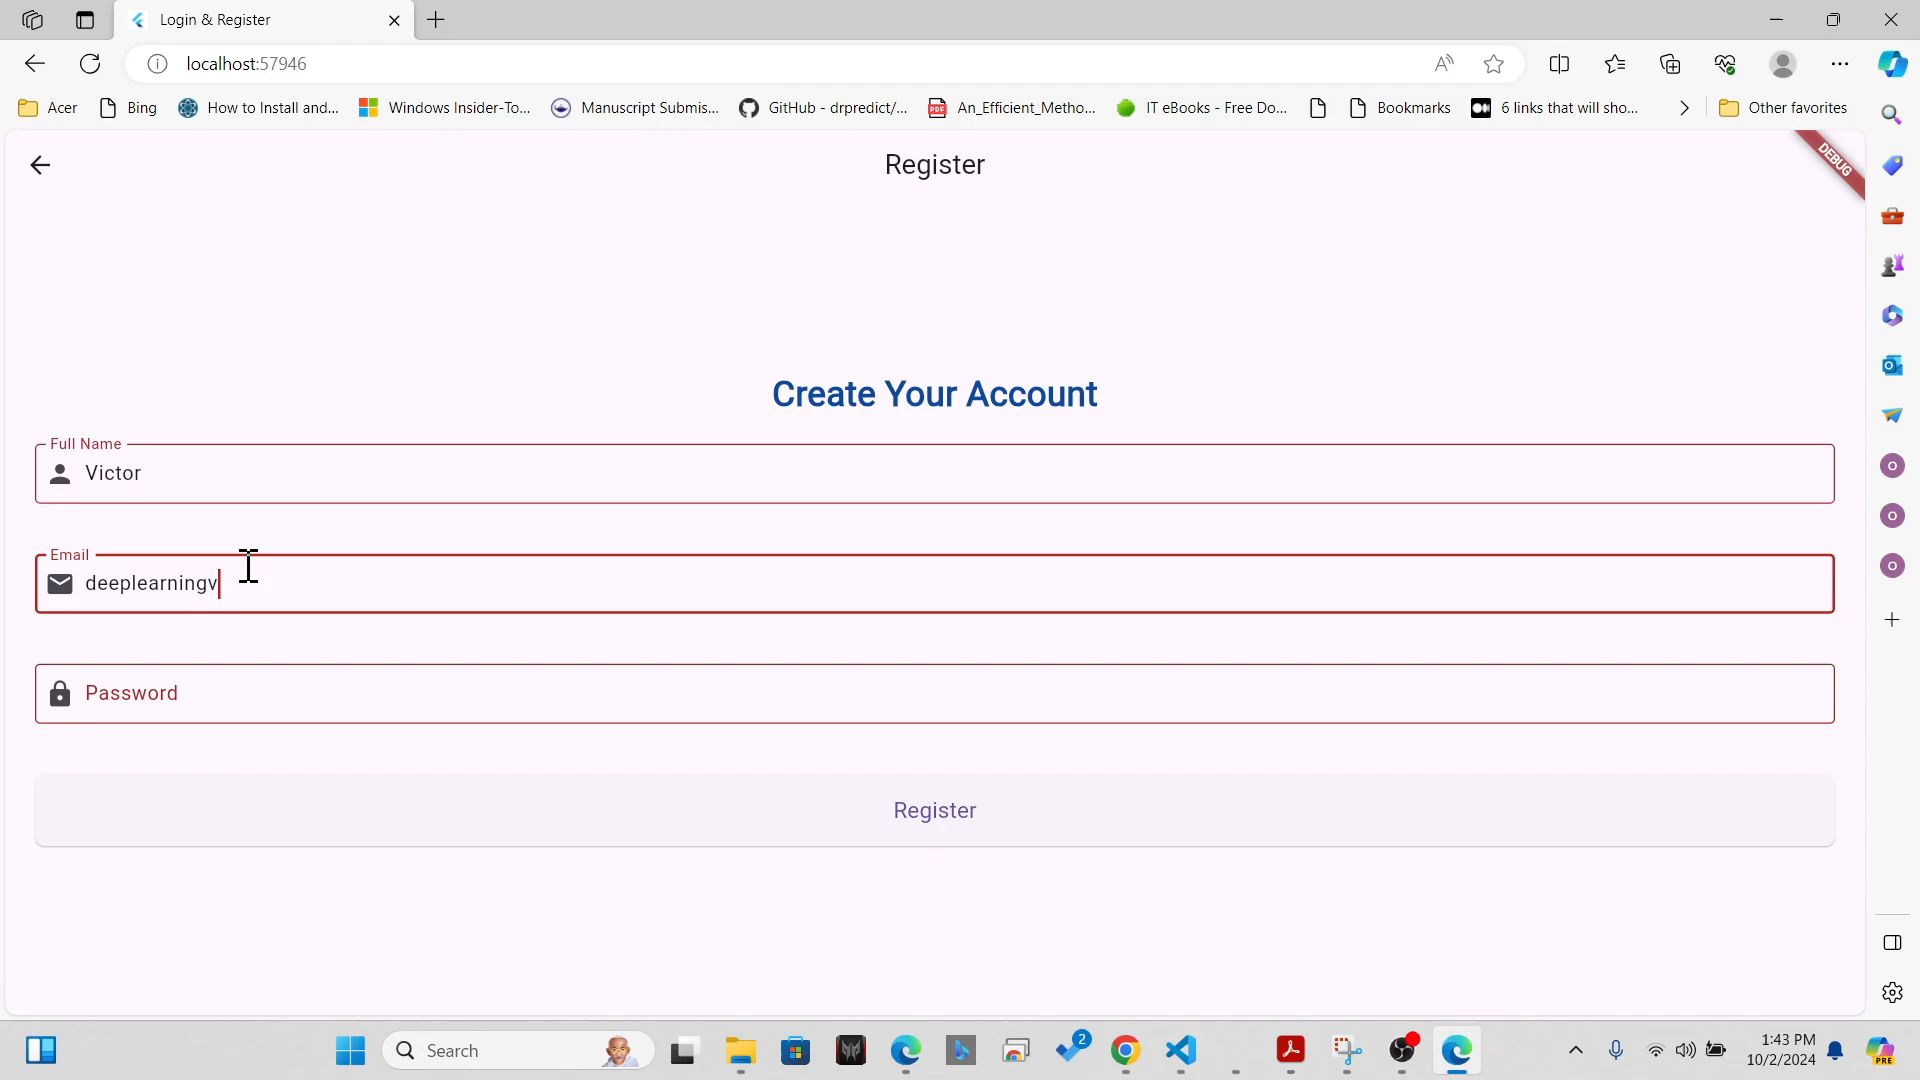 Login & Register
localhost:57946
Acer
Bing
How to Install and...
Windows Insider-To...
Manuscript Submis...
GitHub - drpredict/...
An_Efficient_Metho...
IT eBooks - Free Do...
Bookmarks
6 links that will sho...
Other favorites
Register
DEBUG
Create Your Account
Full Name
Victor
Email
deeplearningv
Password
Register
Search
2
1:43 PM
10/2/2024
PRE
O
O
O